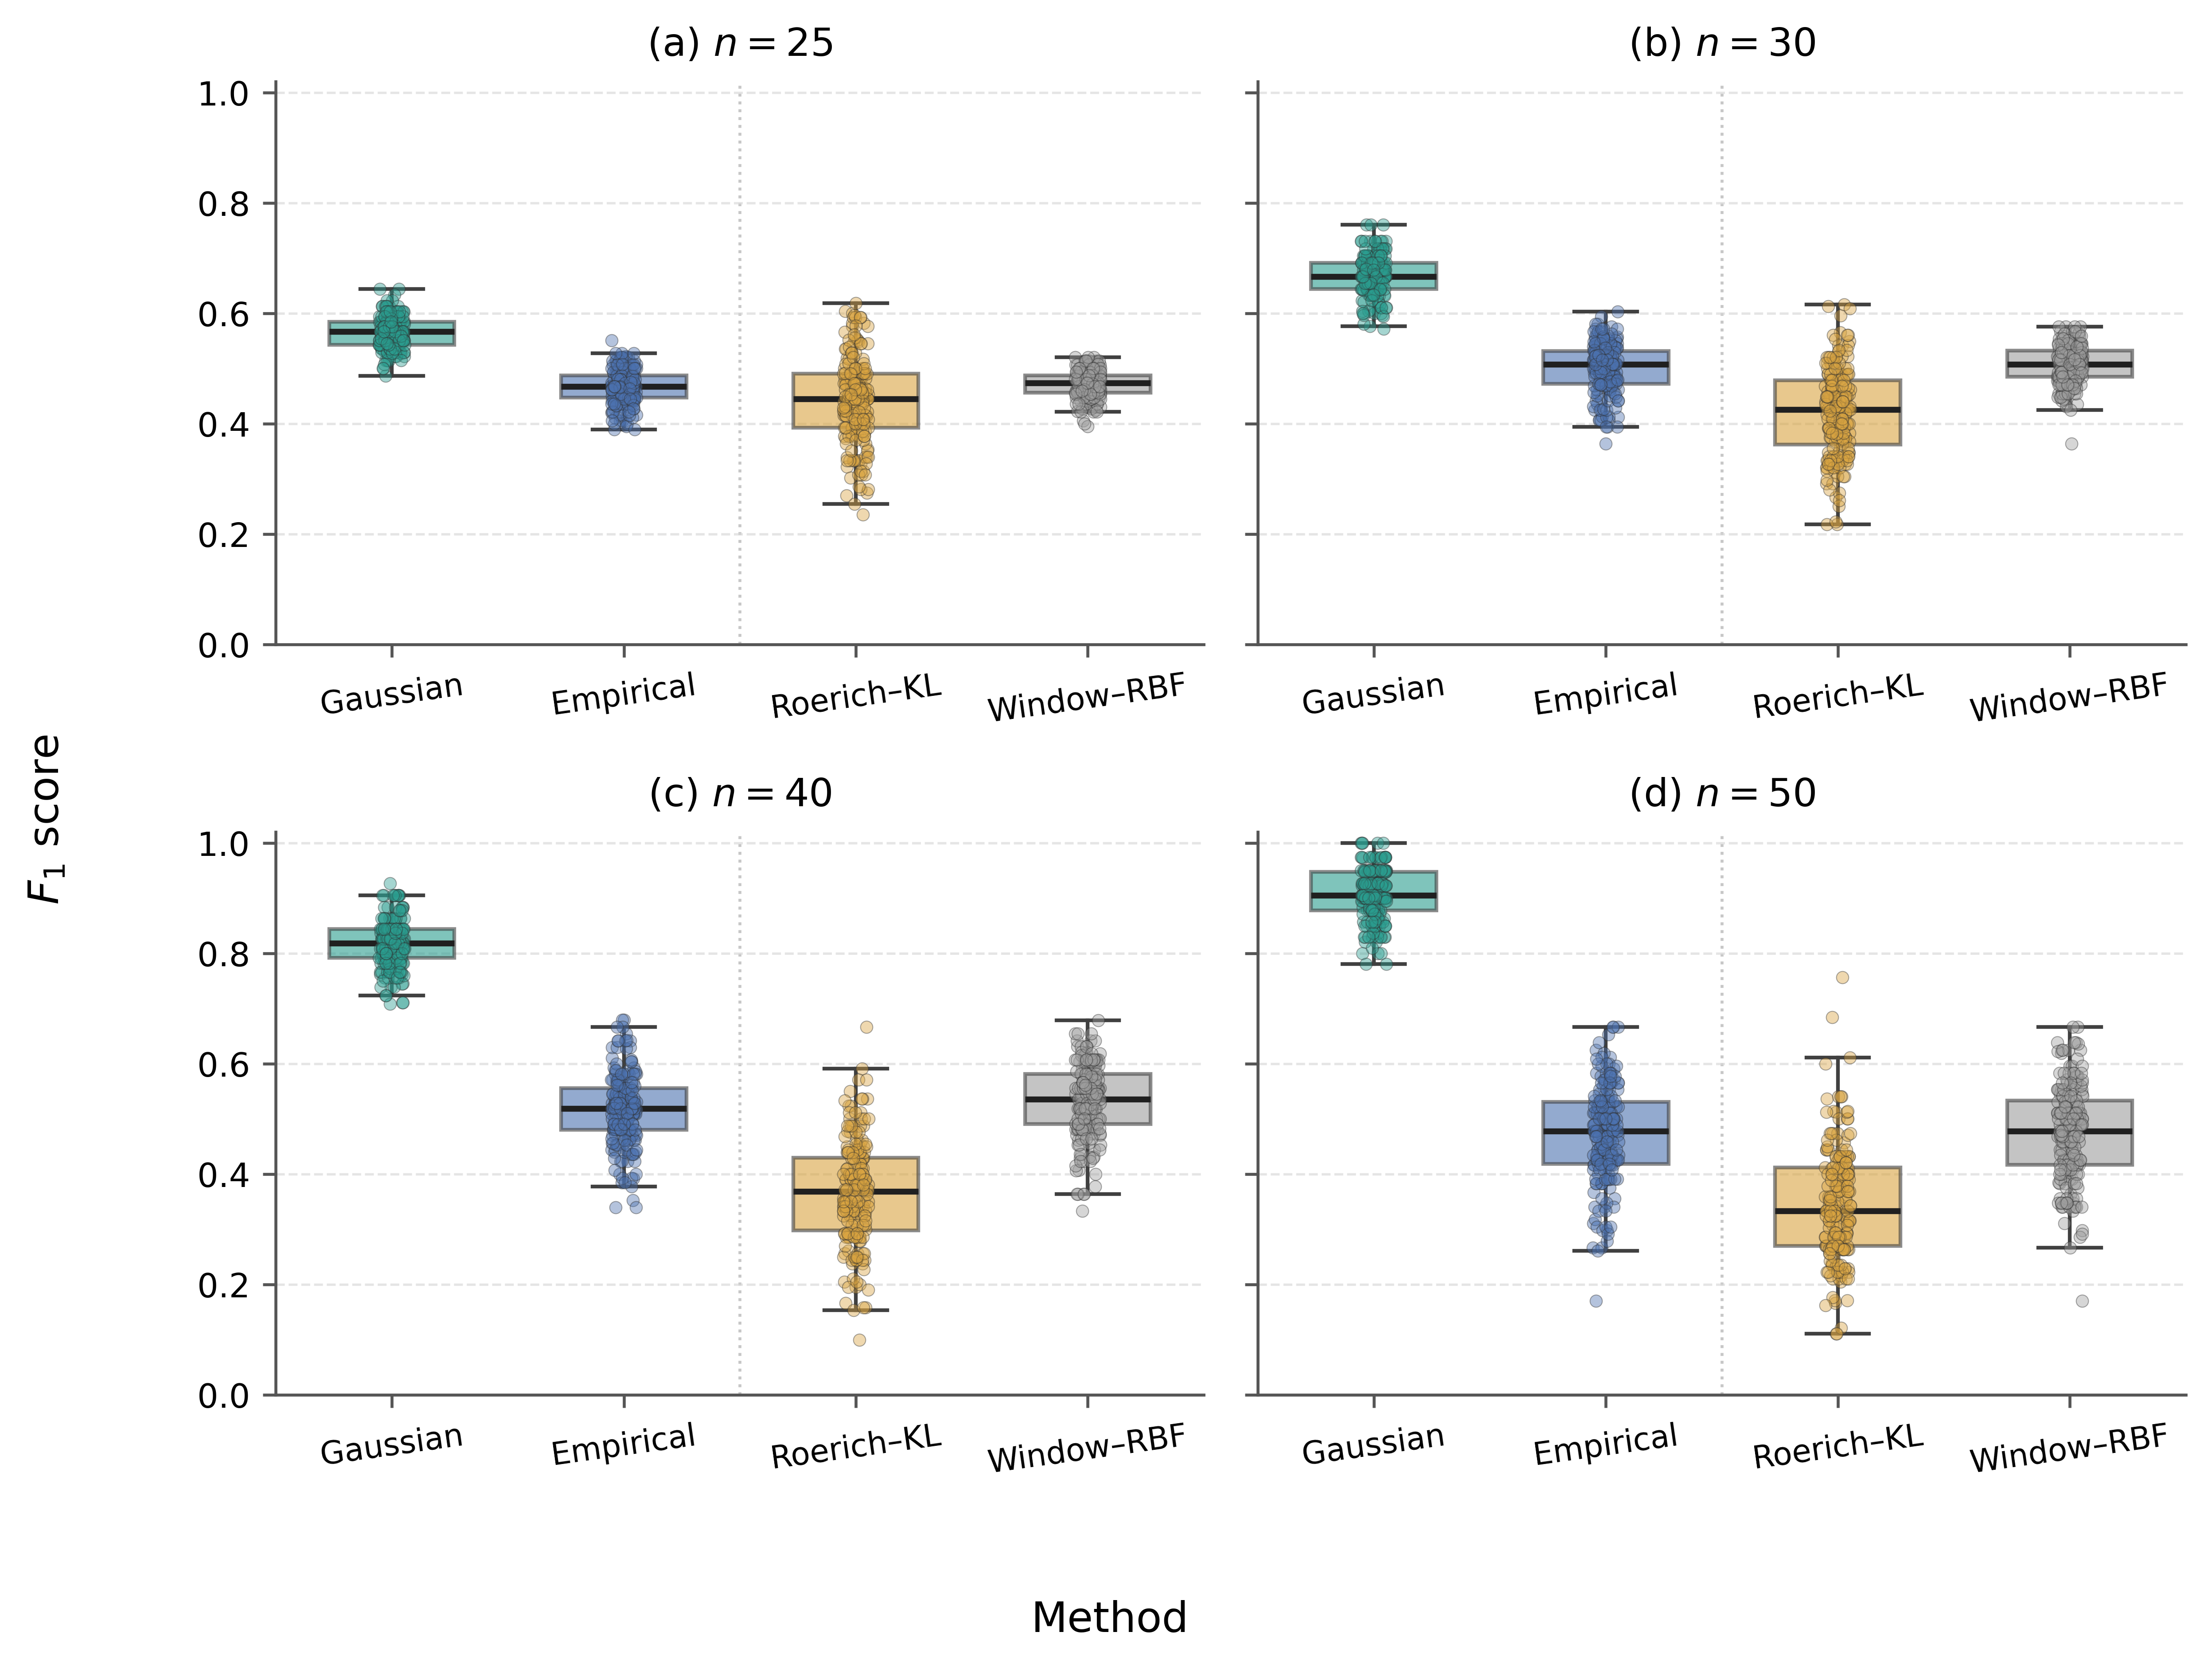 (a) n = 25
(b) n = 30
1.0
0.8
0.6
0.4
0.2
0.0
Gaussian Empirical Roerich–KL Window–RBF
Gaussian Empirical Roerich–KL Window–RBF
F1 score
(c) n = 40
(d) n = 50
1.0
0.8
0.6
0.4
0.2
0.0
Gaussian Empirical Roerich–KL Window–RBF
Gaussian Empirical Roerich–KL Window–RBF
Method